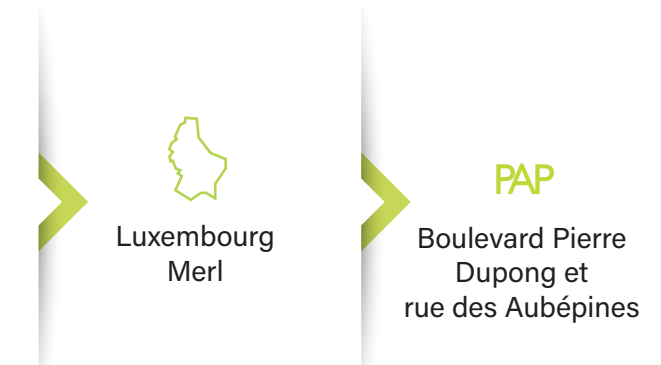 Luxembourg
Merl
PAP
Boulevard Pierre
Dupong et
rue des Aubépines